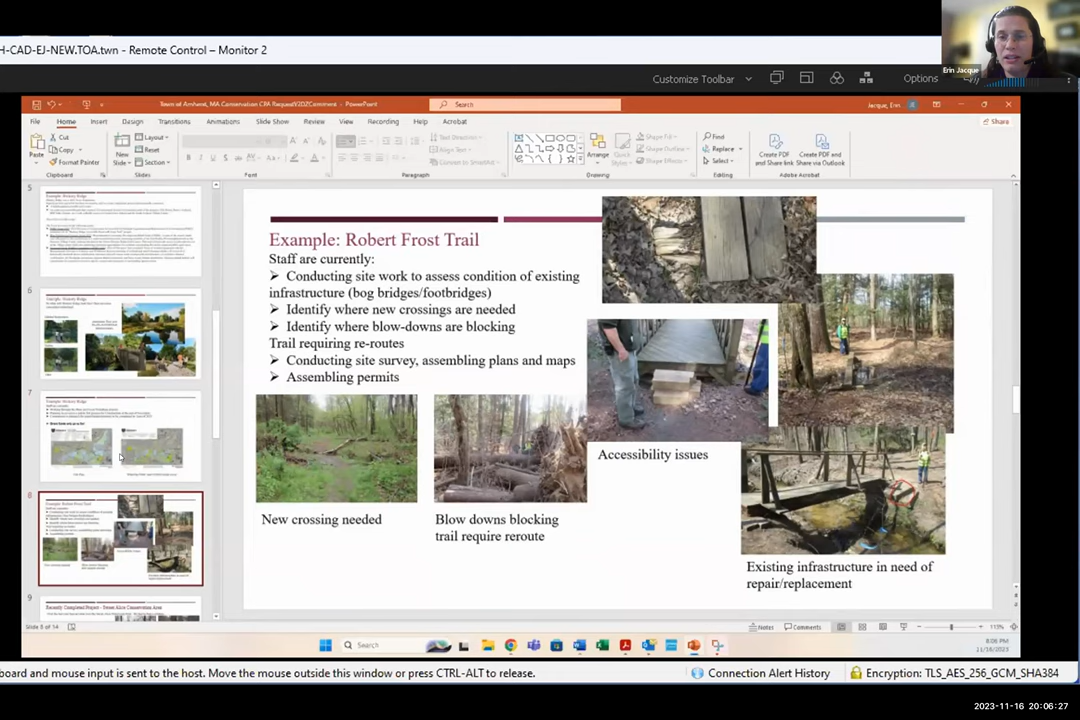 H-CAD-EJ-NEW.TOA.twn - Remote Control – Monitor 2
Erin Jacque
Customize Toolbar
Options
Search
Jacque, Erin
File
Home
Insert
Design
Transitions
Animations
Slide Show
Review
View
Recording
Help
Acrobat
Share
Paste
Cut
Copy
Format Painter
Clipboard
New
Slide
Layout
Reset
Section
Font
Text Direction
Align Text
Convert to SmartArt
Paragraph
Arrange
Quick
Styles
Shape Fill
Shape Outline
Shape Effects
Drawing
Find
Replace
Select
Editing
Create PDF
and Share link
Create PDF and
Share via Outlook
Adobe Acrobat
5
6
7
8
9
Example: Robert Frost Trail
Staff are currently:
➢ Conducting site work to assess condition of existing
infrastructure (bog bridges/footbridges)
➢ Identify where new crossings are needed
➢ Identify where blow-downs are blocking
Trail requiring re-routes
➢ Conducting site survey, assembling plans and maps
➢ Assembling permits
New crossing needed
Blow downs blocking
trail require reroute
Accessibility issues
Existing infrastructure in need of
repair/replacement
Slide 8 of 14
Notes
Comments
113%
Search
8:06 PM
11/16/2023
board and mouse input is sent to the host. Move the mouse outside this window or press CTRL-ALT to release.
Connection Alert History
Encryption: TLS_AES_256_GCM_SHA384
2023-11-16 20:06:27